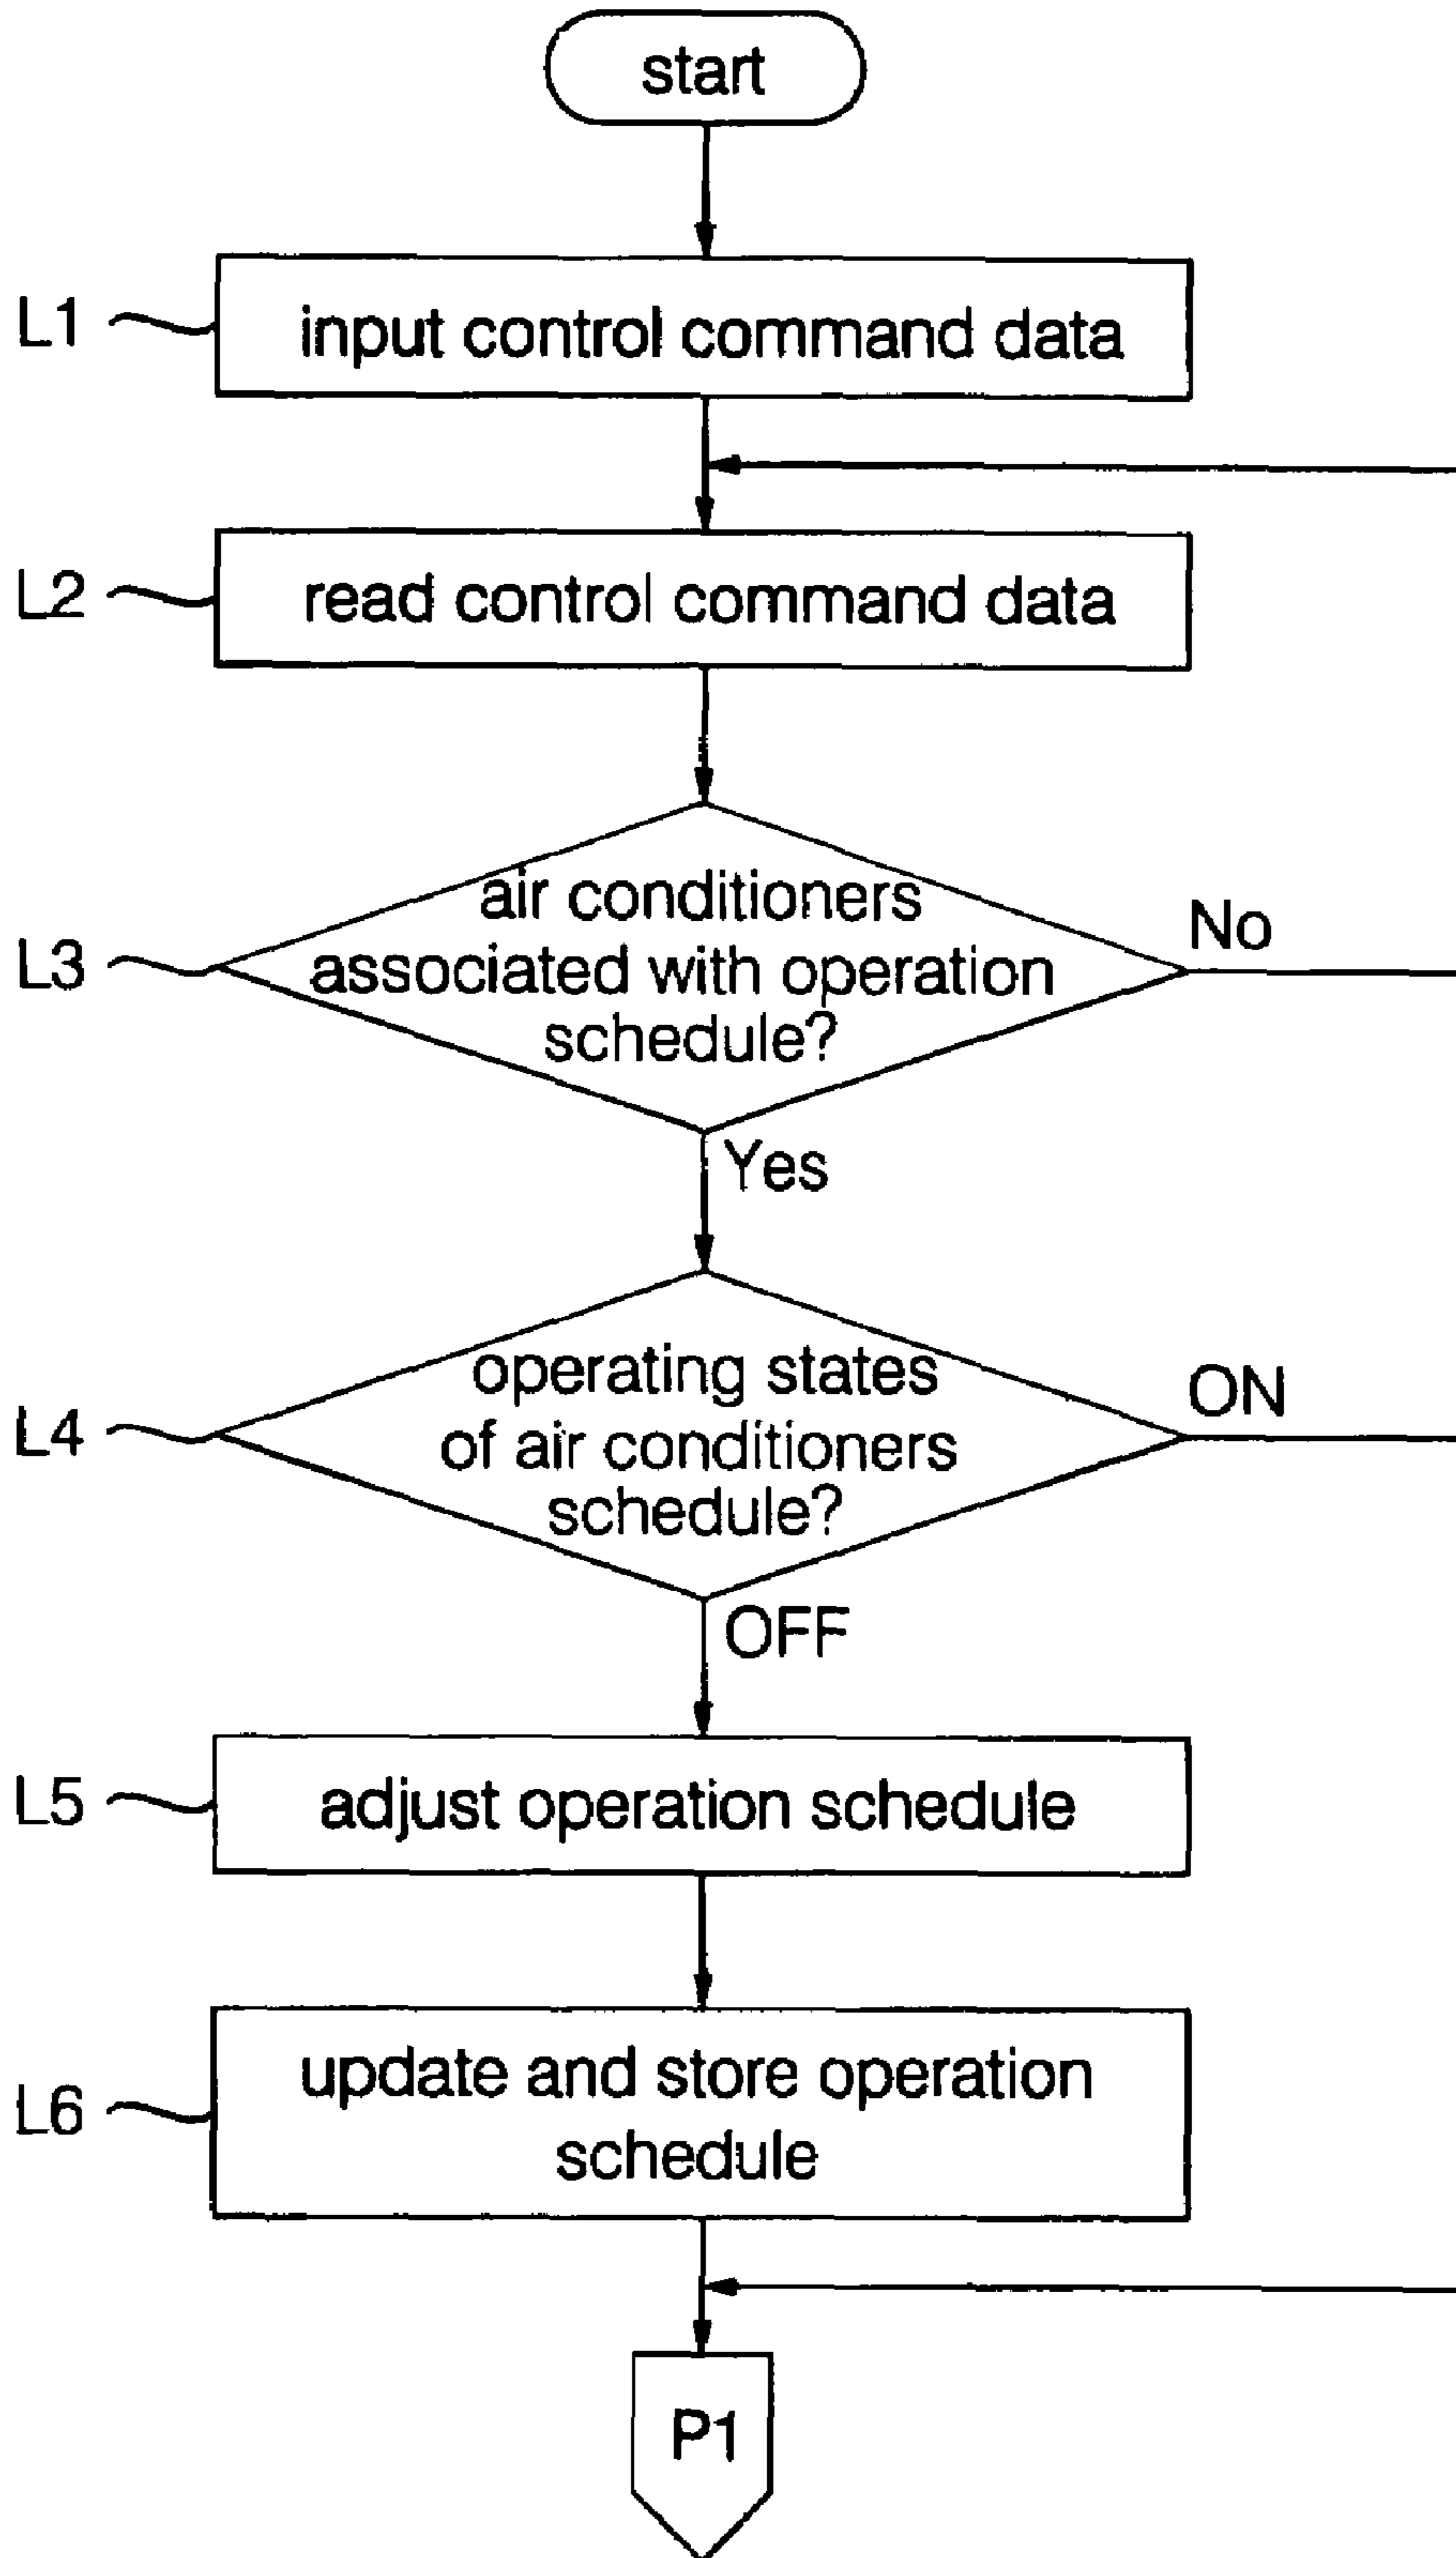 start
L1
input control command data
L2
read control command data
L3
air conditioners
associated with operation
schedule?
No
Yes
L4
operating states
of air conditioners
schedule?
ON
OFF
L5
adjust operation schedule
L6
update and store operation
schedule
P1